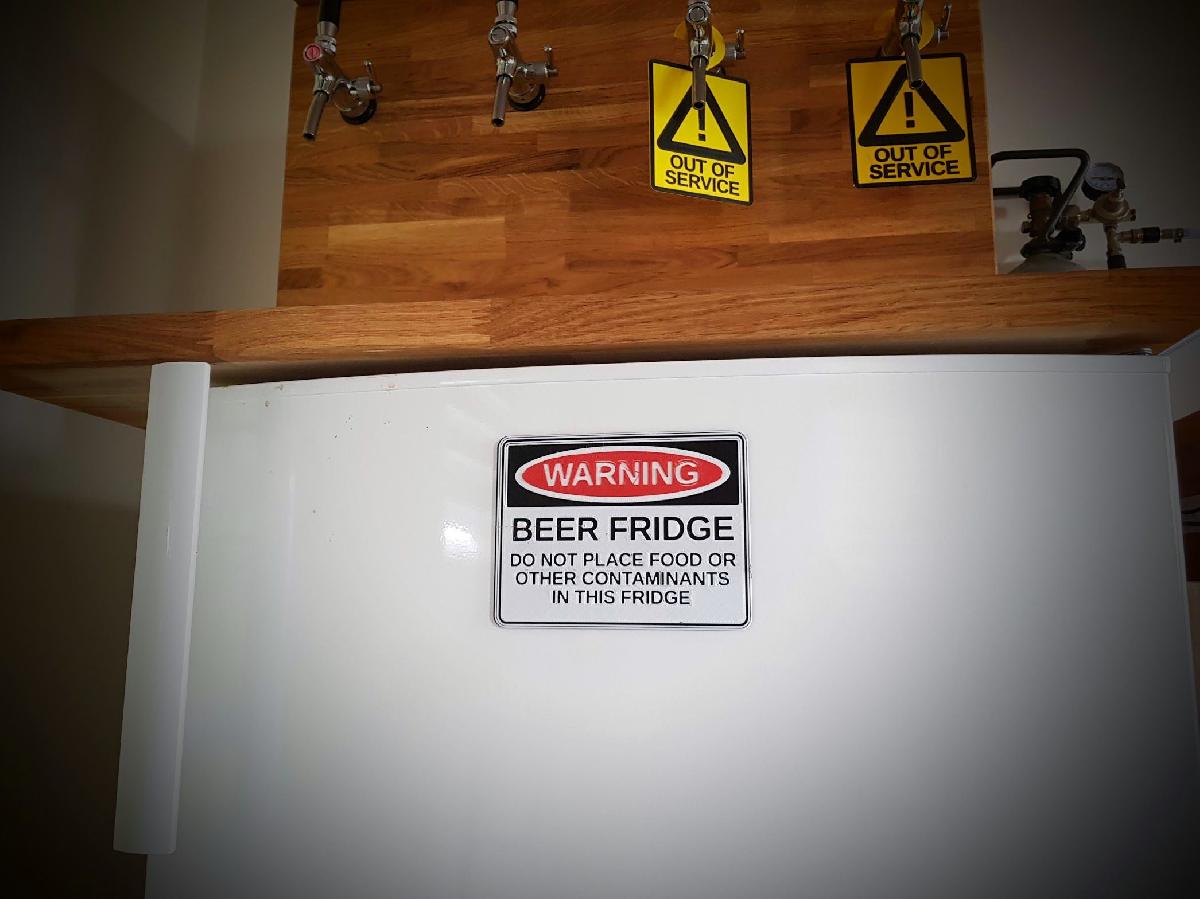 !
OUT OF
SERVICE
!
OUT OF
SERVICE
WARNING
BEER FRIDGE
DO NOT PLACE FOOD OR
OTHER CONTAMINANTS
IN THIS FRIDGE